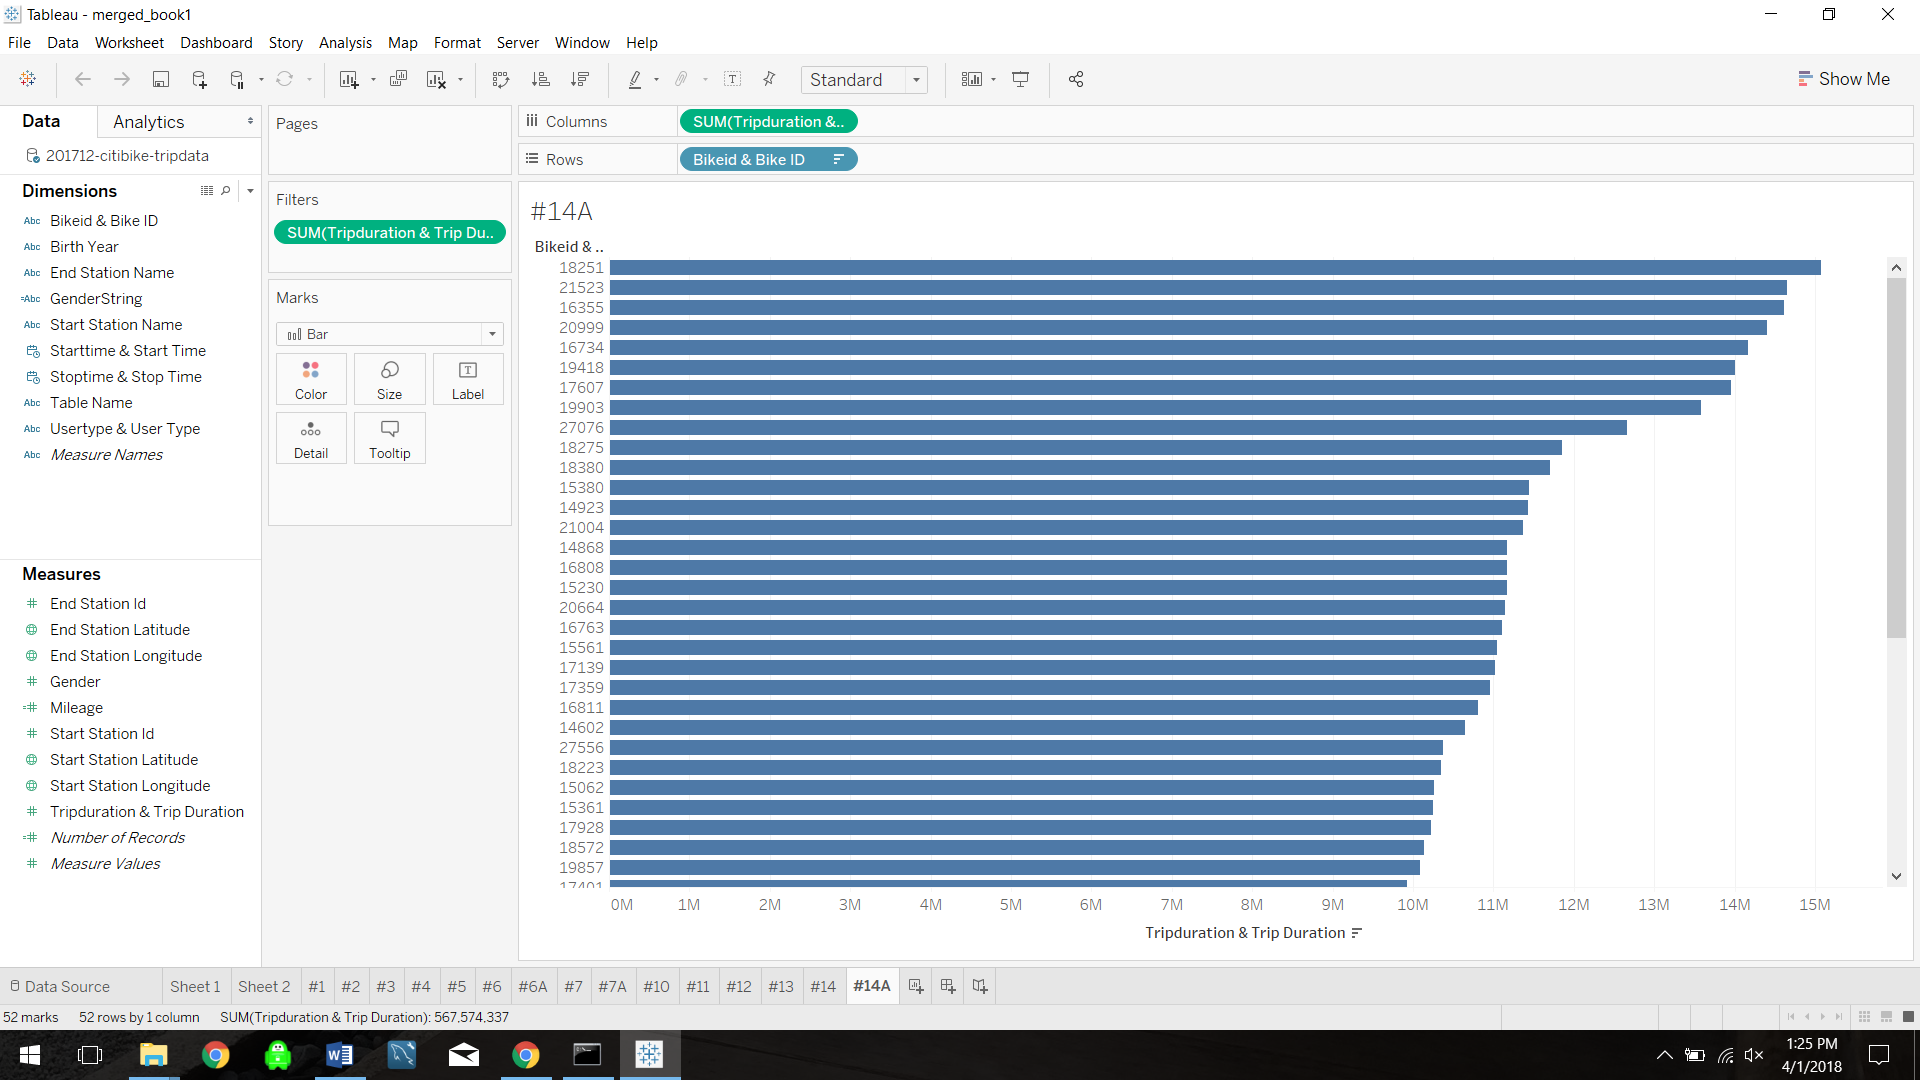 Tableau - merged_book1
File Data Worksheet Dashboard Story Analysis Map Format Server Window Help
Standard
Show Me
Data Analytics
201712-citibike-tripdata
Dimensions
Abc Bikeid & Bike ID
Abc Birth Year
Abc End Station Name
=Abc GenderString
Abc Start Station Name
Starttime & Start Time
Stoptime & Stop Time
Abc Table Name
Abc Usertype & User Type
Abc Measure Names
Measures
# End Station Id
End Station Latitude
End Station Longitude
# Gender
=# Mileage
# Start Station Id
Start Station Latitude
Start Station Longitude
# Tripduration & Trip Duration
=# Number of Records
# Measure Values
Pages
Filters
SUM(Tripduration & Trip Du..
Marks
Bar
Color Size Label
Detail Tooltip
Columns SUM(Tripduration &..
Rows Bikeid & Bike ID
#14A
Bikeid & ..
18251
21523
16355
20999
16734
19418
17607
19903
27076
18275
18380
15380
14923
21004
14868
16808
15230
20664
16763
15561
17139
17359
16811
14602
27556
18223
15062
15361
17928
18572
19857
17401
0M 1M 2M 3M 4M 5M 6M 7M 8M 9M 10M 11M 12M 13M 14M 15M
Tripduration & Trip Duration
Data Source Sheet 1 Sheet 2 #1 #2 #3 #4 #5 #6 #6A #7 #7A #10 #11 #12 #13 #14 #14A
52 marks 52 rows by 1 column SUM(Tripduration & Trip Duration): 567,574,337
1:25 PM
4/1/2018